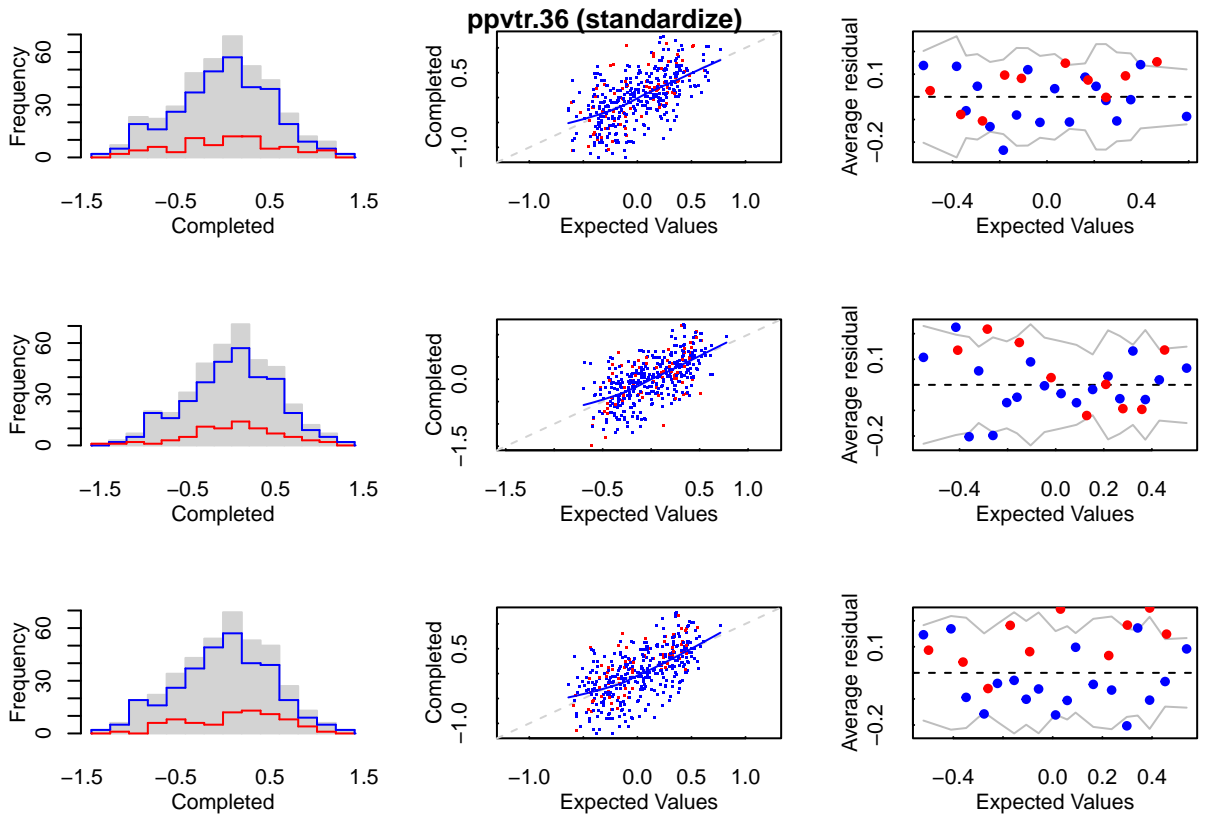 ppvtr.36 (standardize)
Frequency
0 30 60
−1.5 −0.5 0.5 1.5
Completed
Completed
−1.0 0.5
−1.0 0.0 1.0
Expected Values
Average residual
−0.2 0.1
−0.4 0.0 0.4
Expected Values
Frequency
0 30 60
−1.5 −0.5 0.5 1.5
Completed
Completed
−1.5 0.0
−1.5 −0.5 0.5 1.0
Expected Values
Average residual
−0.2 0.1
−0.4 0.0 0.2 0.4
Expected Values
Frequency
0 30 60
−1.5 −0.5 0.5 1.5
Completed
Completed
−1.0 0.5
−1.0 0.0 1.0
Expected Values
Average residual
−0.2 0.1
−0.4 0.0 0.4
Expected Values